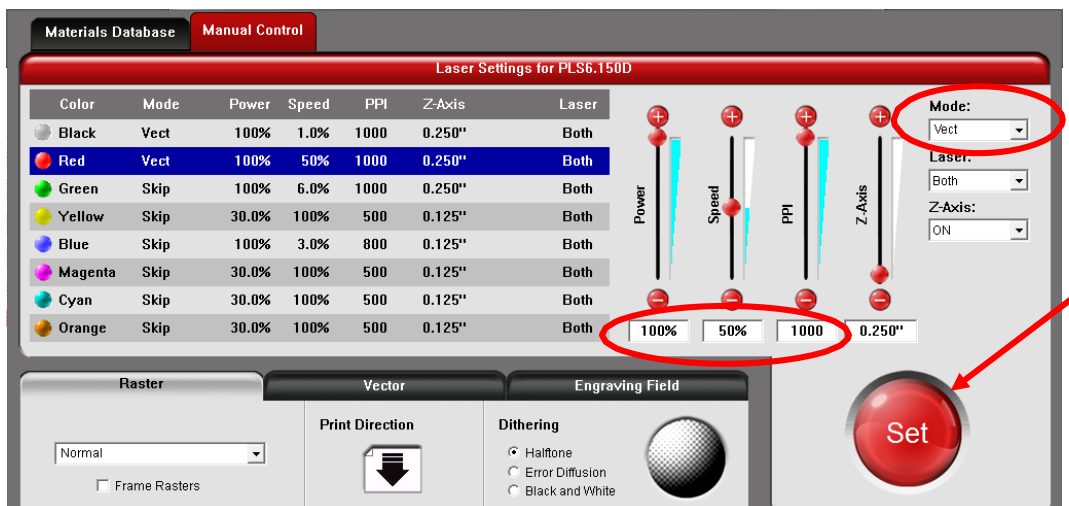 Materials Database Manual Control
Laser Settings for PLS6.150D
Color Mode Power Speed PPI Z-Axis Laser
Black Vect 100% 1.0% 1000 0.250" Both
Red Vect 100% 50% 1000 0.250" Both
Green Skip 100% 6.0% 1000 0.250" Both
Yellow Skip 30.0% 100% 500 0.125" Both
Blue Skip 100% 3.0% 800 0.125" Both
Magenta Skip 30.0% 100% 500 0.125" Both
Cyan Skip 30.0% 100% 500 0.125" Both
Orange Skip 30.0% 100% 500 0.125" Both
Power Speed PPI Z-Axis
100% 50% 1000 0.250"
Mode:
Vect
Laser:
Both
Z-Axis:
ON
Set
Raster Vector Engraving Field
Normal
Frame Rasters
Print Direction
Dithering
Halftone
Error Diffusion
Black and White